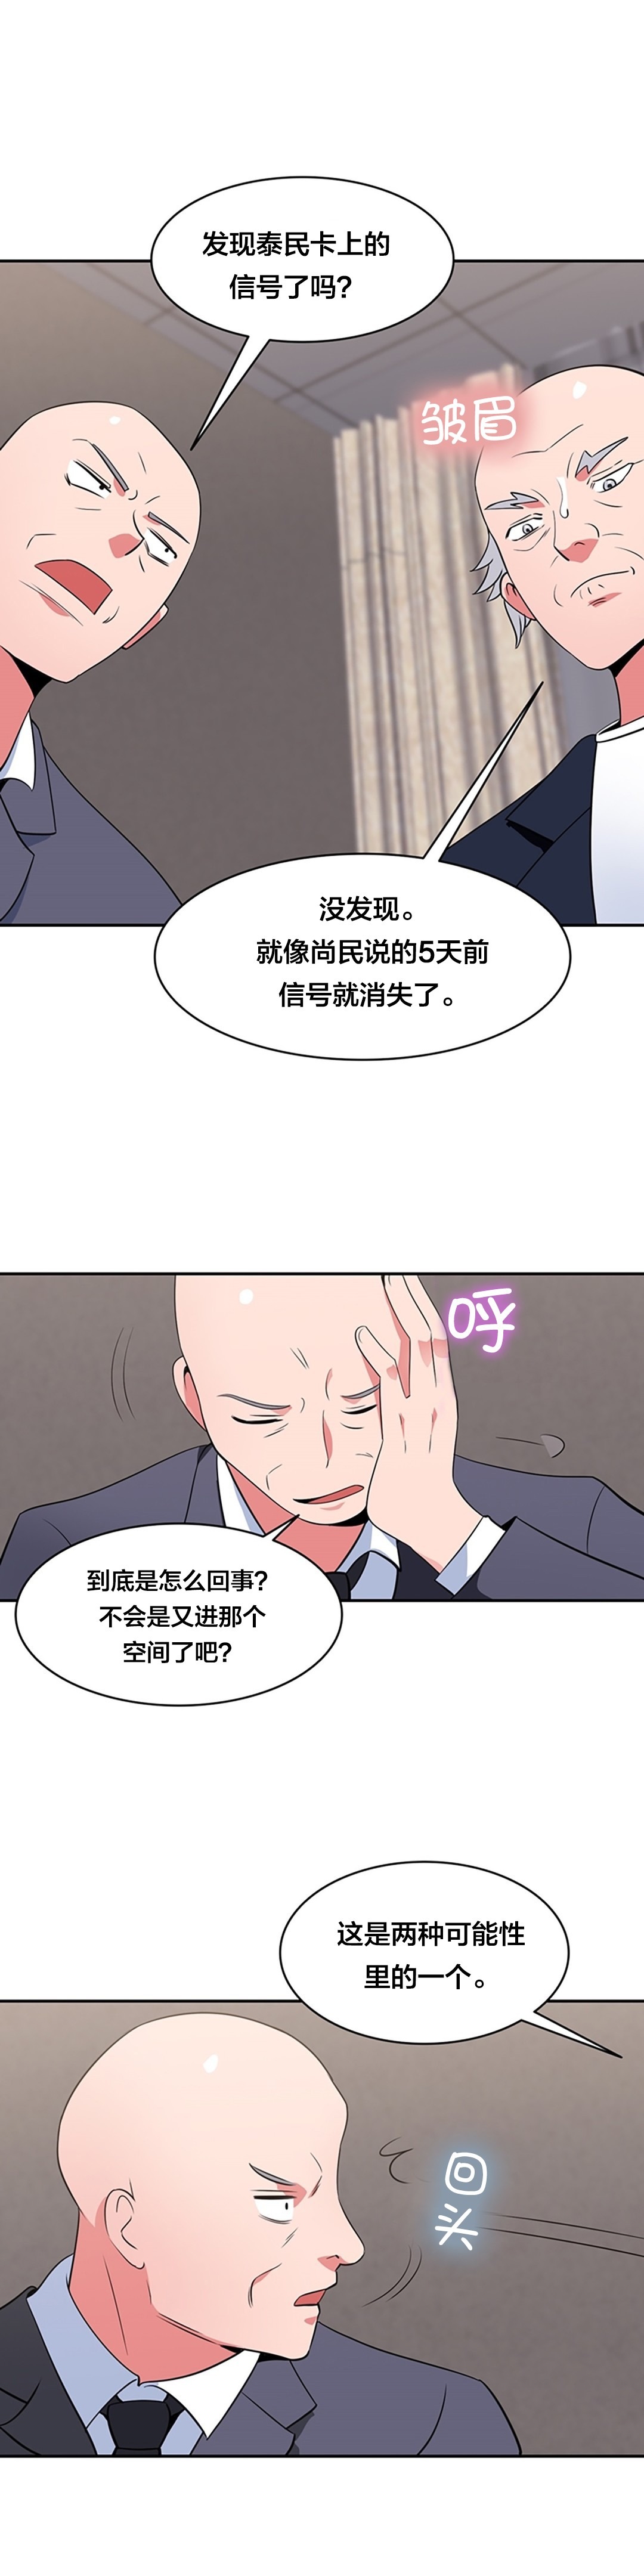 发现泰民卡上的
信号了吗?
皱眉
没发现。
就像尚民说的5天前
信号就消失了。
呼
到底是怎么回事?
不会是又进那个
空间了吧?
这是两种可能性
里的一个。
回
头